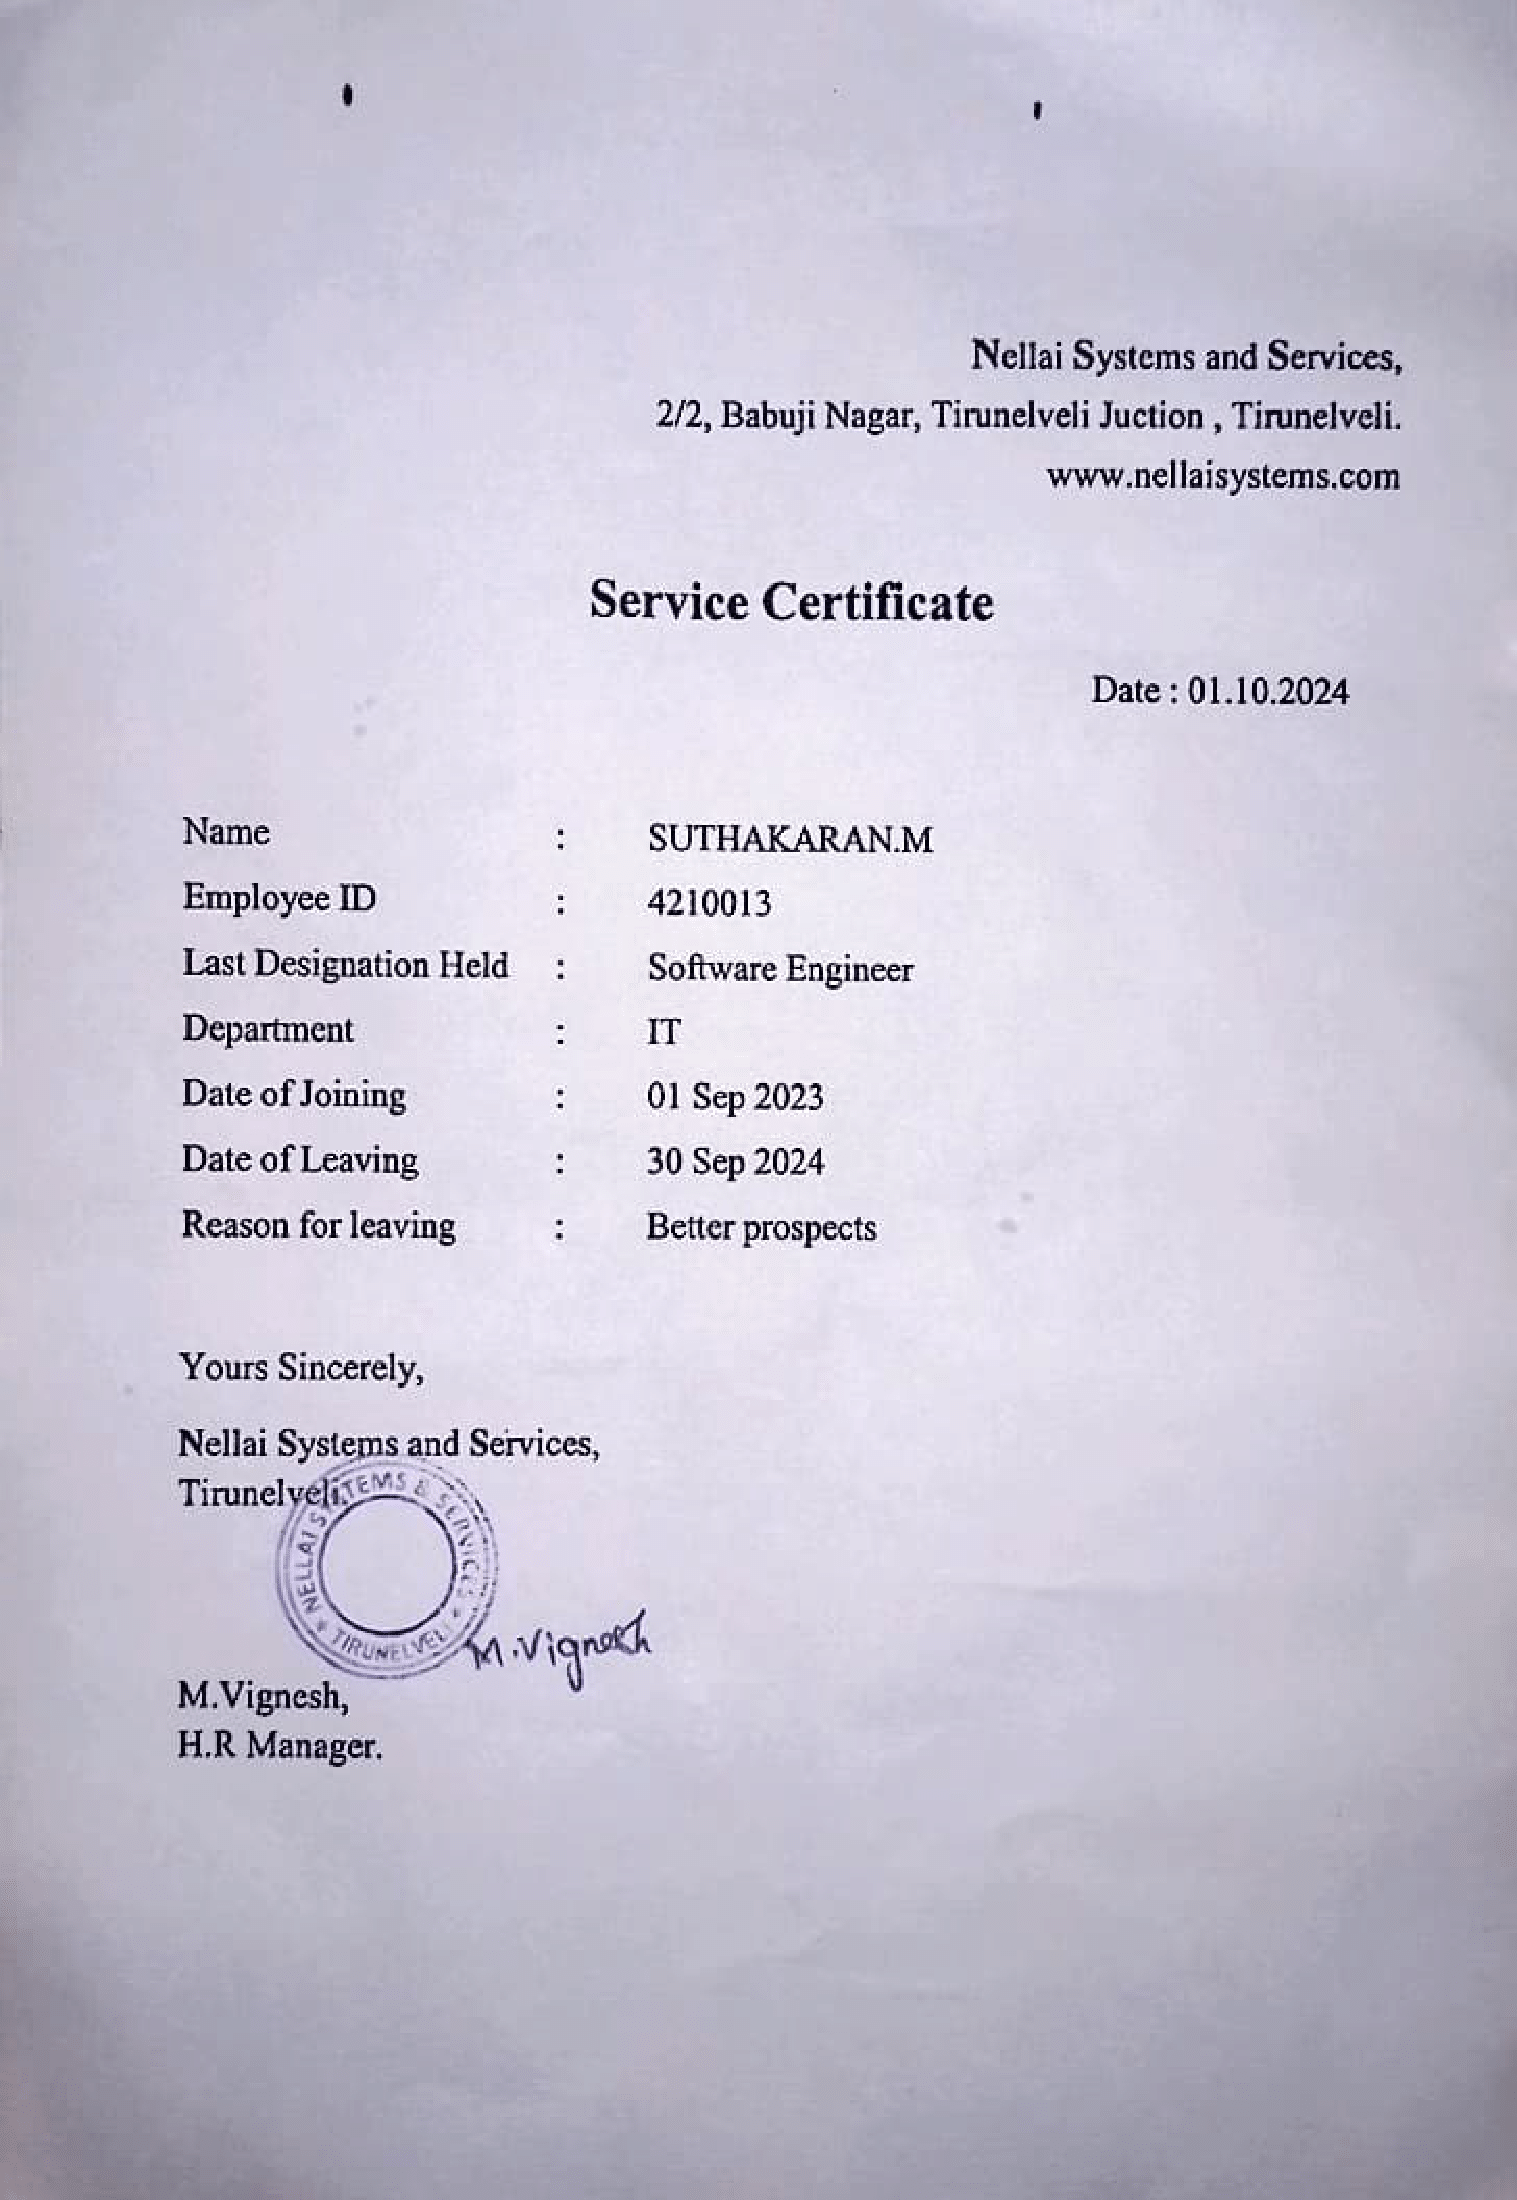 Nellai Systems and Services,
2/2, Babuji Nagar, Tirunelveli Juction , Tirunelveli.
www.nellaisystems.com
Service Certificate
Date : 01.10.2024
Name : SUTHAKARAN.M
Employee ID : 4210013
Last Designation Held : Software Engineer
Department : IT
Date of Joining : 01 Sep 2023
Date of Leaving : 30 Sep 2024
Reason for leaving : Better prospects
Yours Sincerely,
Nellai Systems and Services,
Tirunelveli.
NELLAI SYSTEMS & SERVICES
TIRUNELVELI
M.Vignesh
M.Vignesh,
H.R Manager.